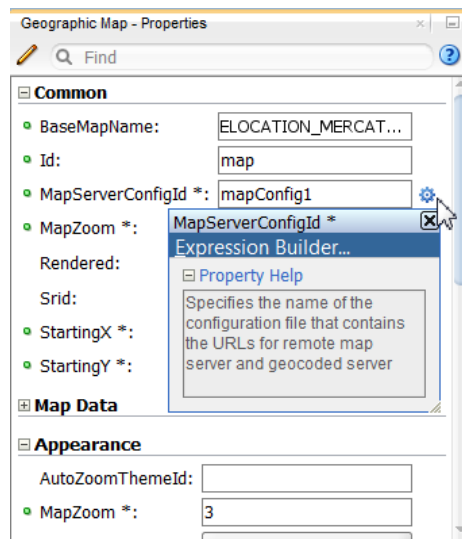 Geographic Map - Properties
Find
Common
BaseMapName: ELOCATION_MERCAT...
Id: map
MapServerConfigId *: mapConfig1
MapZoom *:
MapServerConfigId *
Expression Builder...
Rendered:
Property Help
Srid:
Specifies the name of the
configuration file that contains
StartingX *:
the URLs for remote map
StartingY *:
server and geocoded server
Map Data
Appearance
AutoZoomThemeId:
MapZoom *: 3